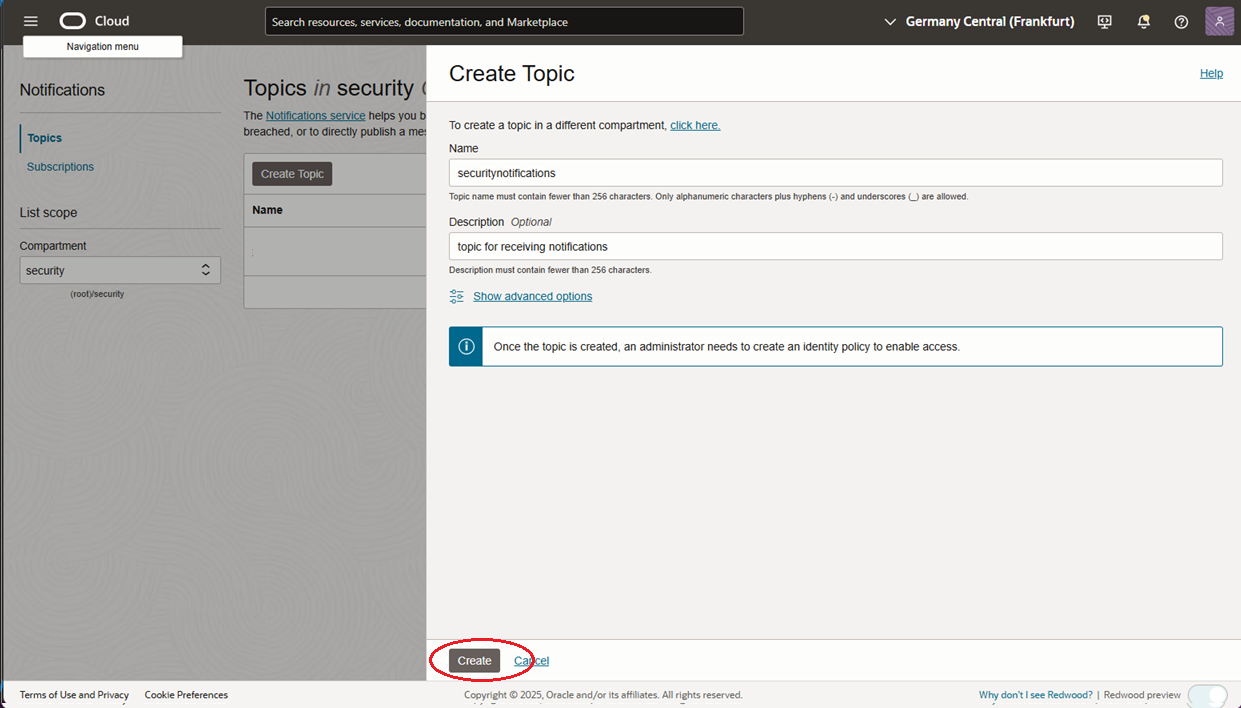 Cloud
Search resources, services, documentation, and Marketplace
Germany Central (Frankfurt)
Navigation menu
Notifications
Topics
Subscriptions
List scope
Compartment
security
(root)/security
Topics in security
The Notifications service helps you b
breached, or to directly publish a mes
Create Topic
Name
Create Topic
Help
To create a topic in a different compartment, click here.
Name
securitynotifications
Topic name must contain fewer than 256 characters. Only alphanumeric characters plus hyphens (-) and underscores (_) are allowed.
Description Optional
topic for receiving notifications
Description must contain fewer than 256 characters.
Show advanced options
Once the topic is created, an administrator needs to create an identity policy to enable access.
Create
Cancel
Terms of Use and Privacy
Cookie Preferences
Copyright © 2025, Oracle and/or its affiliates. All rights reserved.
Why don't I see Redwood? | Redwood preview